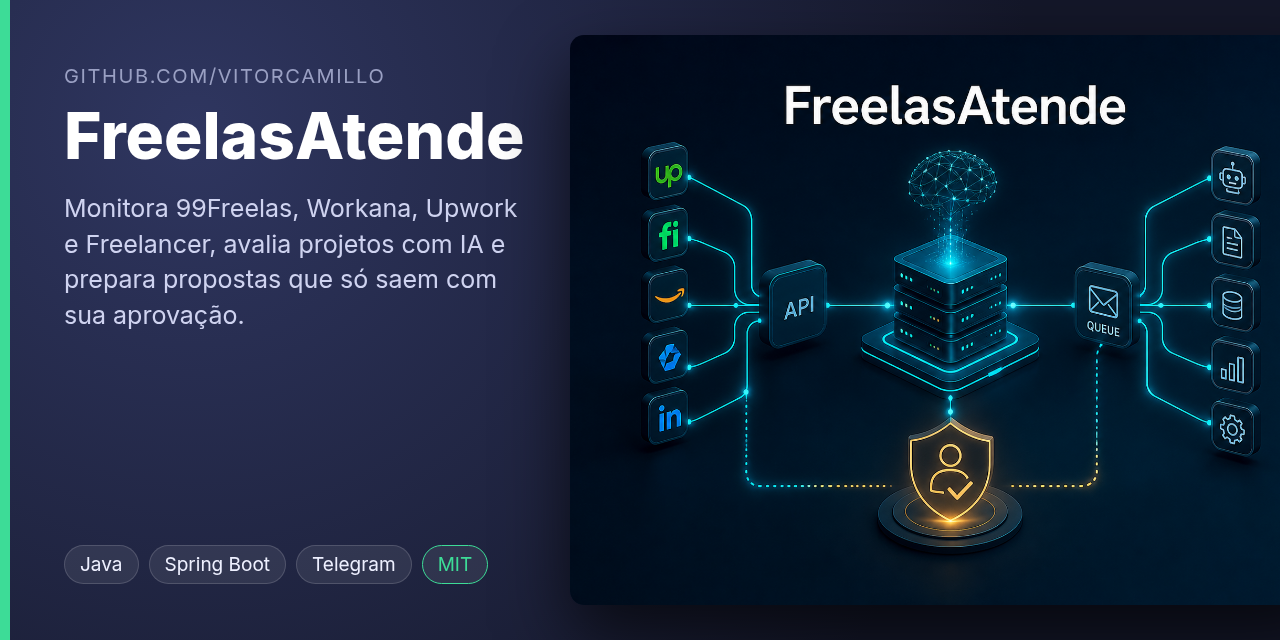 GITHUB.COM/VITORCAMILLO
FreelasAtende
Monitora 99Freelas, Workana, Upwork
e Freelancer, avalia projetos com IA e
prepara propostas que só saem com
sua aprovação.
Java
Spring Boot
Telegram
MIT
FreelasAtende
up
fi
in
API
QUEUE